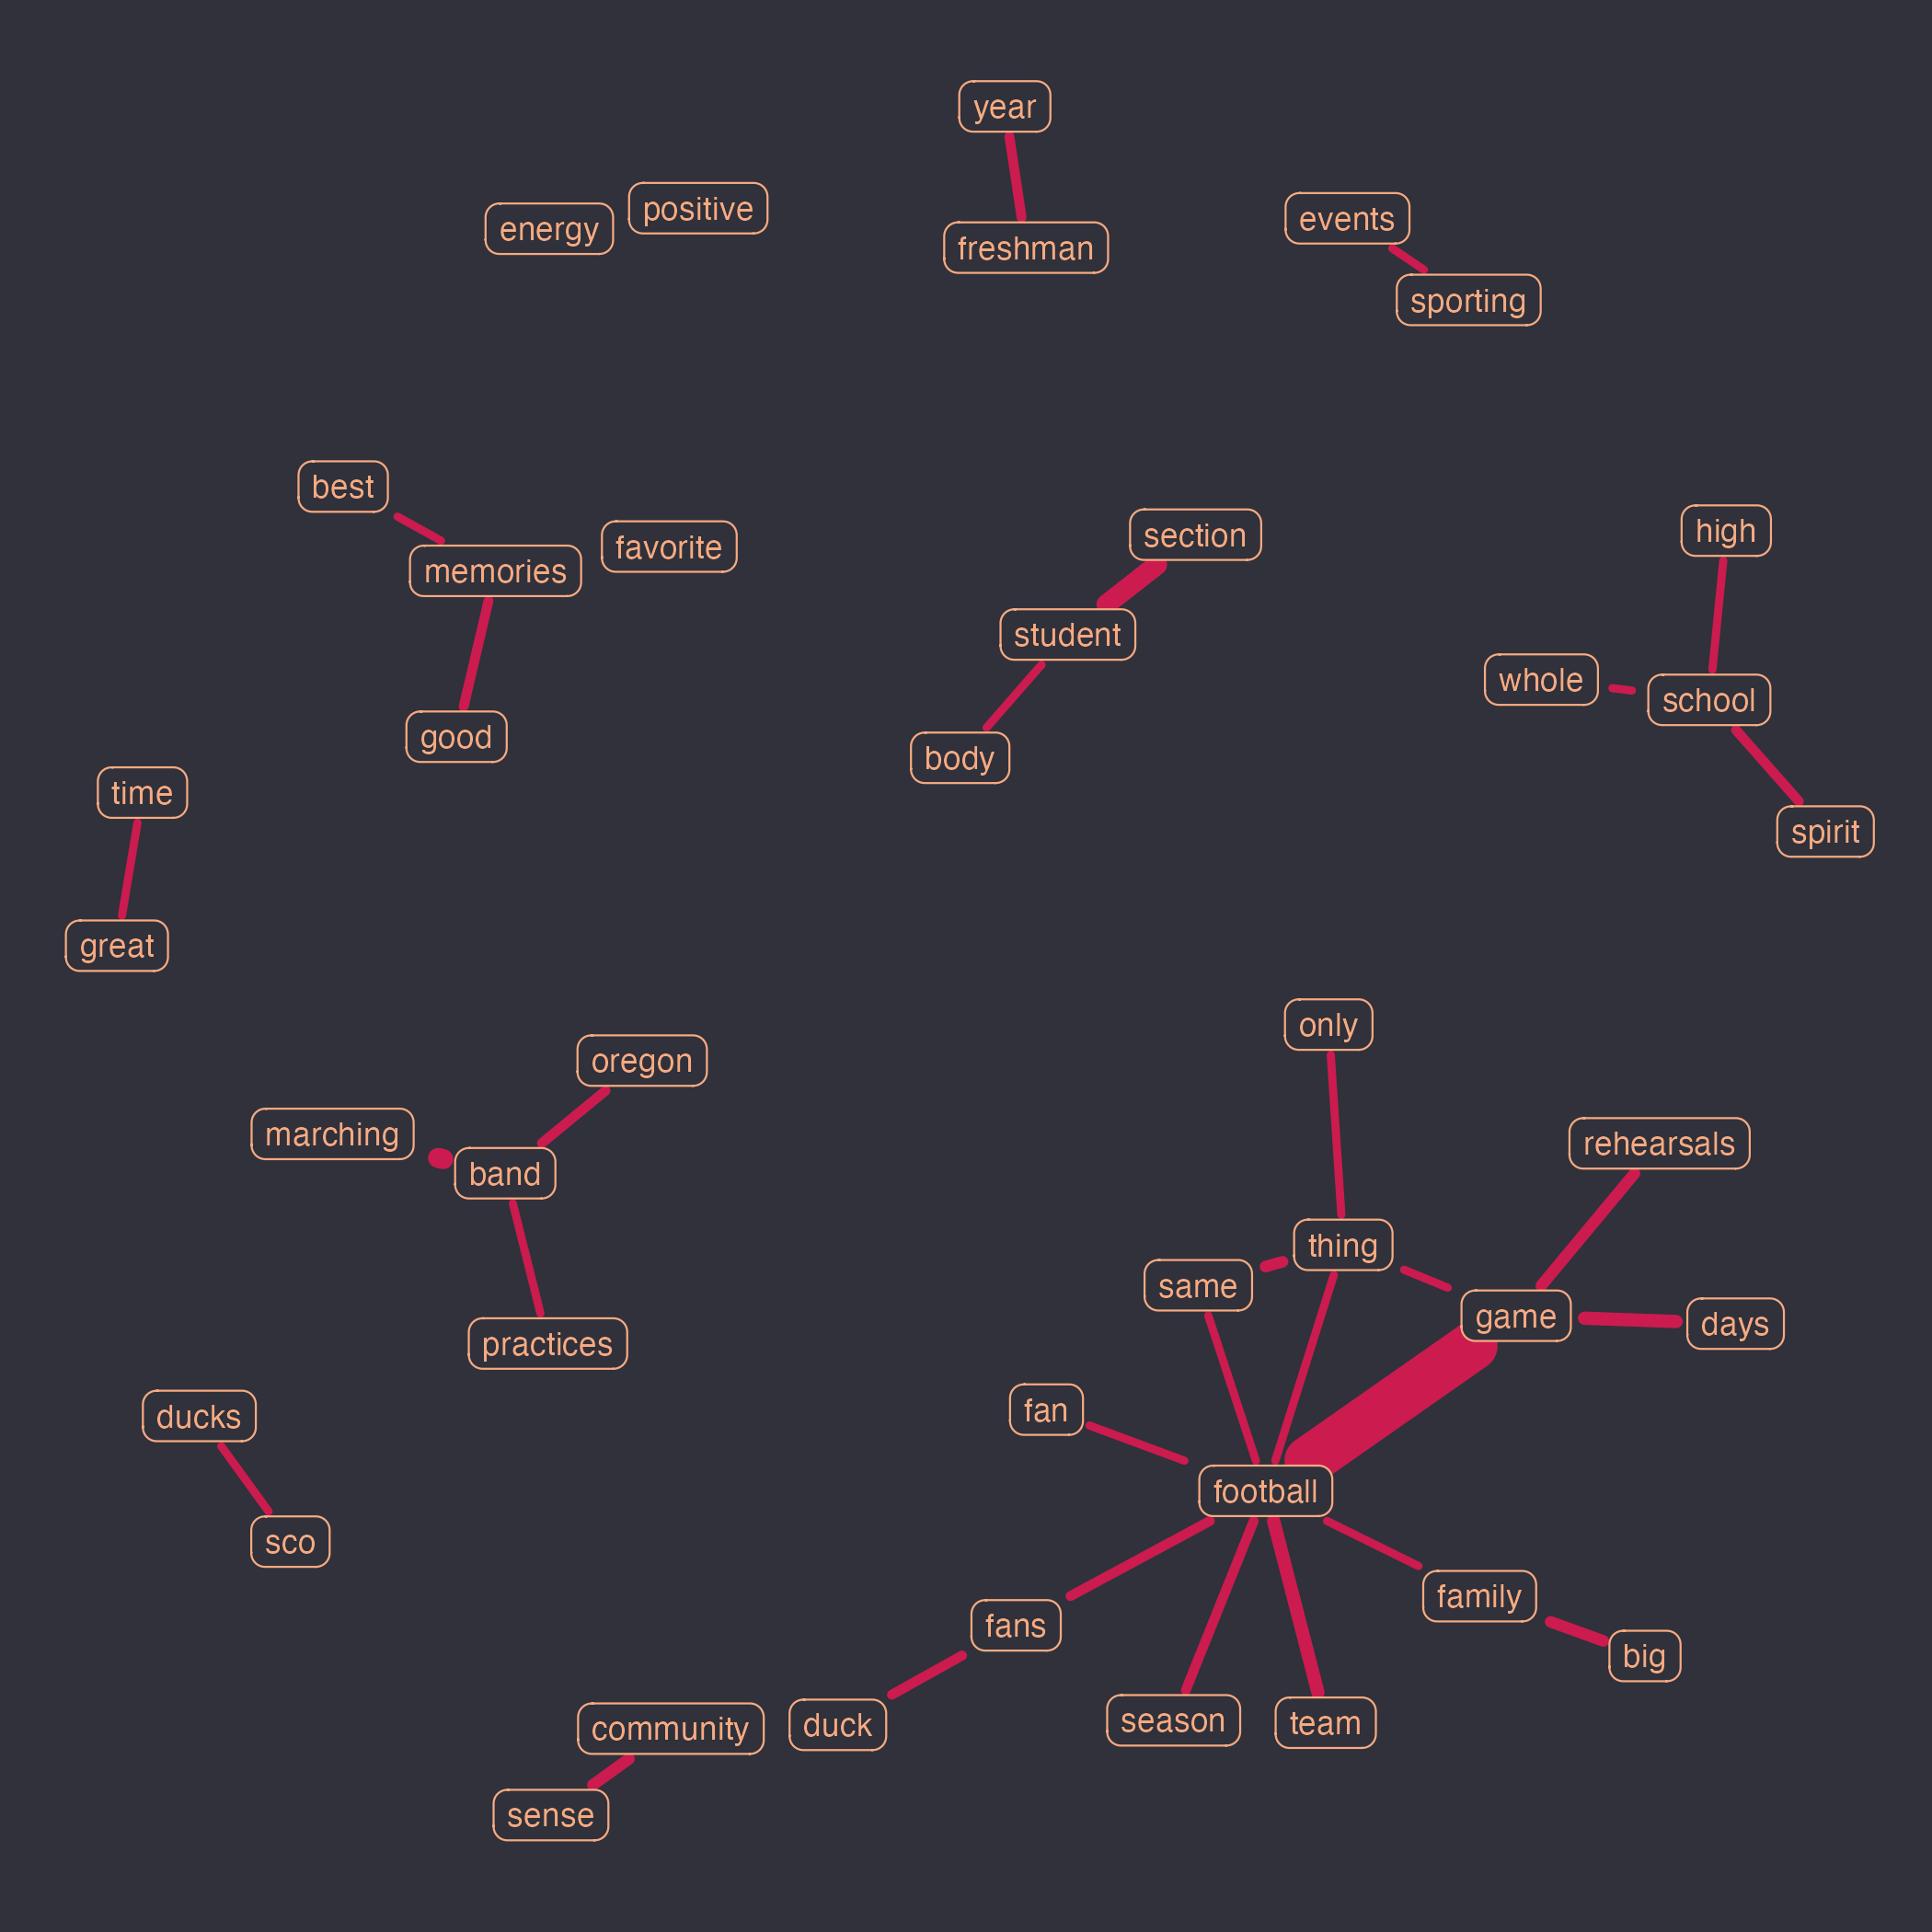 year
positive
energy
events
freshman
sporting
best
high
section
favorite
memories
student
whole
school
good
body
time
spirit
great
only
oregon
marching
rehearsals
band
thing
same
game
days
practices
fan
ducks
football
sco
family
fans
big
season
team
duck
community
sense